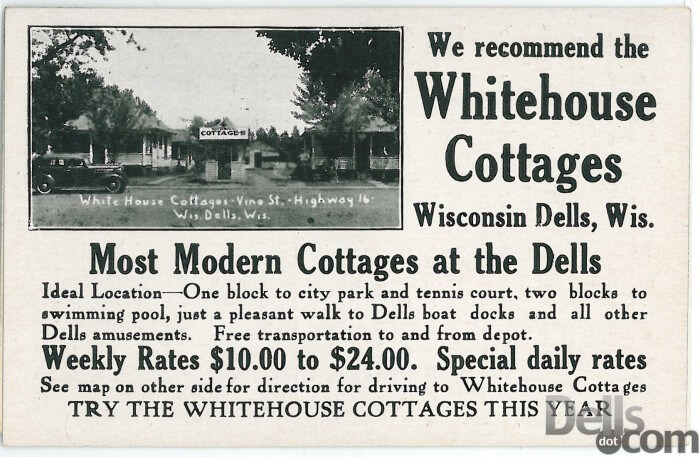 We recommend the
Whitehouse
Cottages
Wisconsin Dells, Wis.
COTTAGES
White House Cottages - Vine St. - Highway 16 -
Wis. Dells, Wis.
Most Modern Cottages at the Dells
Ideal Location—One block to city park and tennis court, two blocks to
swimming pool, just a pleasant walk to Dells boat docks and all other
Dells amusements. Free transportation to and from depot.
Weekly Rates $10.00 to $24.00. Special daily rates
See map on other side for direction for driving to Whitehouse Cottages
TRY THE WHITEHOUSE COTTAGES THIS YEAR
Dells
dot com